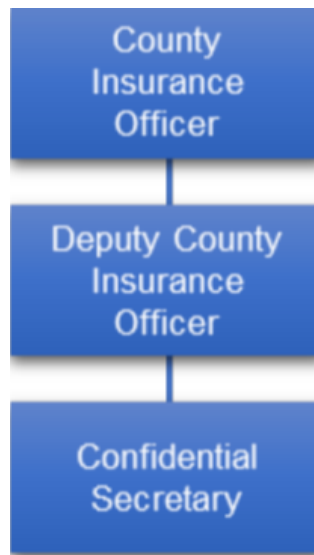 County
Insurance
Officer
Deputy County
Insurance
Officer
Confidential
Secretary